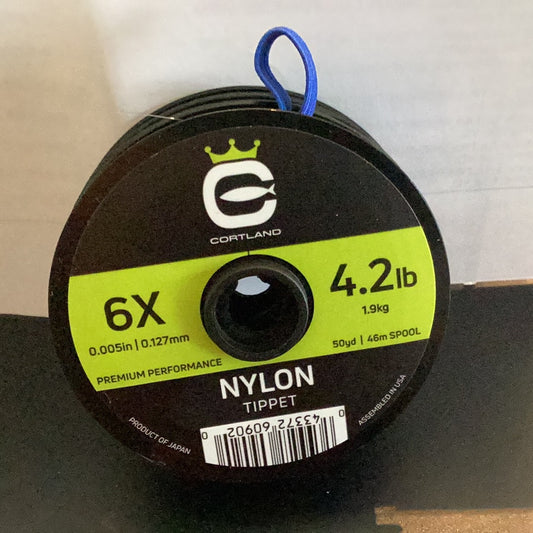 CORTLAND
6X
0.005in | 0.127mm
4.2lb
1.9kg
50yd | 46m SPOOL
PREMIUM PERFORMANCE
NYLON
TIPPET
PRODUCT OF JAPAN
ASSEMBLED IN USA
0 43372 60902 0